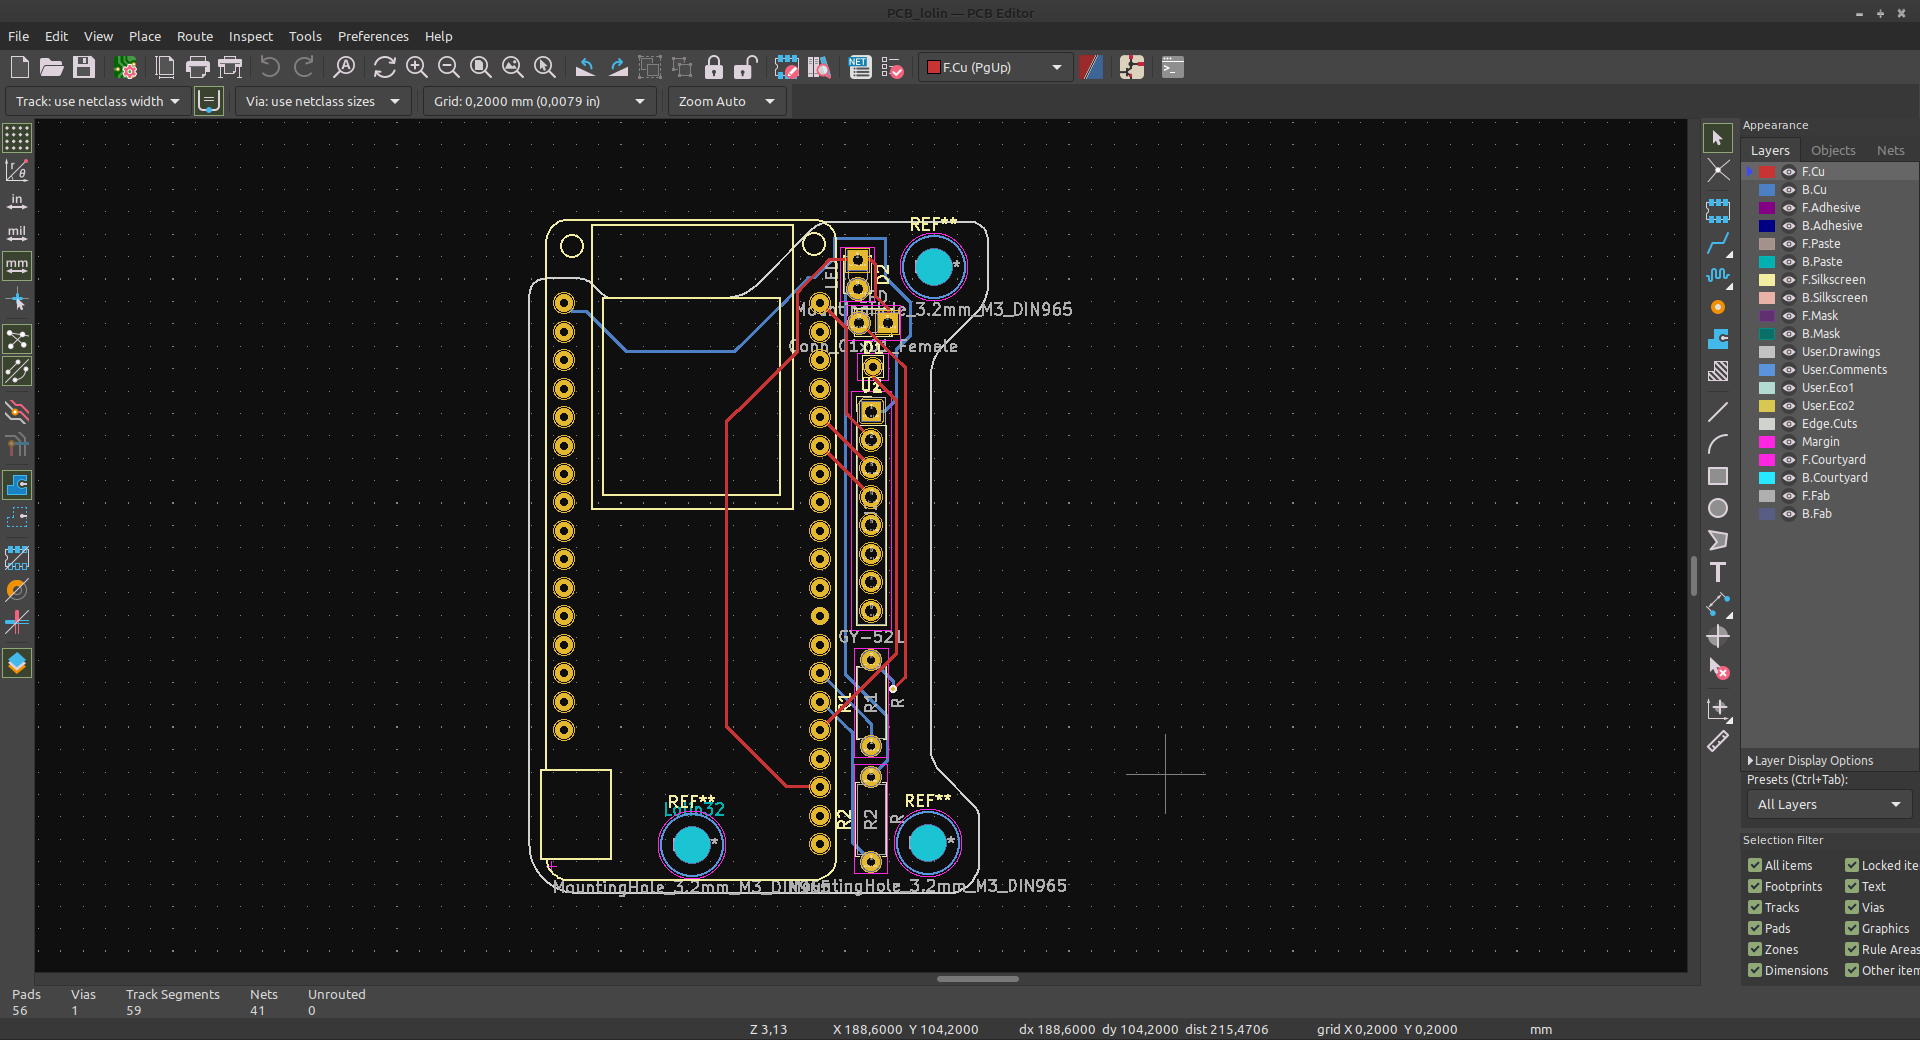 PCB_lolin — PCB Editor
File Edit View Place Route Inspect Tools Preferences Help
F.Cu (PgUp)
NET
Track: use netclass width
Via: use netclass sizes
Grid: 0,2000 mm (0,0079 in)
Zoom Auto
in
mil
mm
Appearance
Layers Objects Nets
F.Cu
B.Cu
F.Adhesive
B.Adhesive
F.Paste
B.Paste
F.Silkscreen
B.Silkscreen
F.Mask
B.Mask
User.Drawings
User.Comments
User.Eco1
User.Eco2
Edge.Cuts
Margin
F.Courtyard
B.Courtyard
F.Fab
B.Fab
Layer Display Options
Presets (Ctrl+Tab):
All Layers
Selection Filter
All items Locked ite
Footprints Text
Tracks Vias
Pads Graphics
Zones Rule Areas
Dimensions Other item
REF**
LED
D2
MountingHole_3.2mm_M3_DIN965
D1
U2
GY-521
R1
R1
R
R2
R2
R
REF**
Lolin32
REF**
MountingHole_3.2mm_M3_DIN965
MountingHole_3.2mm_M3_DIN965
Pads Vias Track Segments Nets Unrouted
56 1 59 41 0
Z 3,13 X 188,6000 Y 104,2000 dx 188,6000 dy 104,2000 dist 215,4706 grid X 0,2000 Y 0,2000 mm